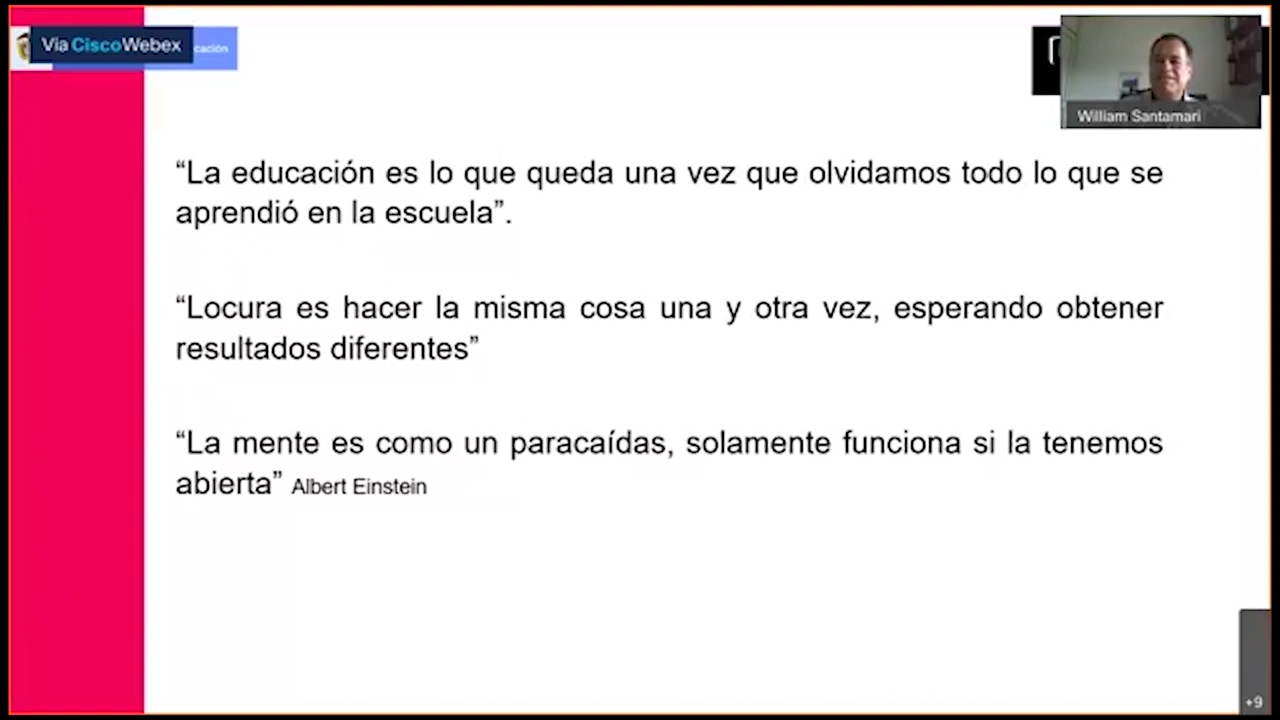 Via CiscoWebex
cación
William Santamari
“La educación es lo que queda una vez que olvidamos todo lo que se
aprendió en la escuela”.
“Locura es hacer la misma cosa una y otra vez, esperando obtener
resultados diferentes”
“La mente es como un paracaídas, solamente funciona si la tenemos
abierta” Albert Einstein
+9